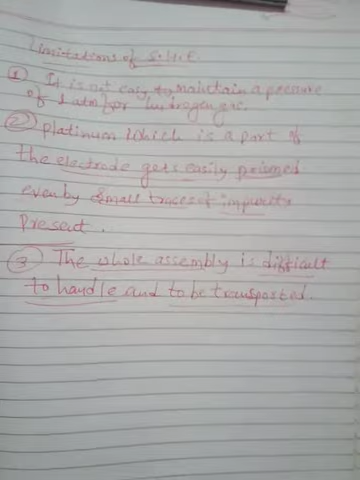 Limitations of S.H.E
① It is not easy to maintain a pressure
of 1 atm for hydrogen gas.
② platinum which is a part of
the electrode gets easily poisned
even by small traces of impurity
present.
③ The whole assembly is difficult
to handle and to be transported.